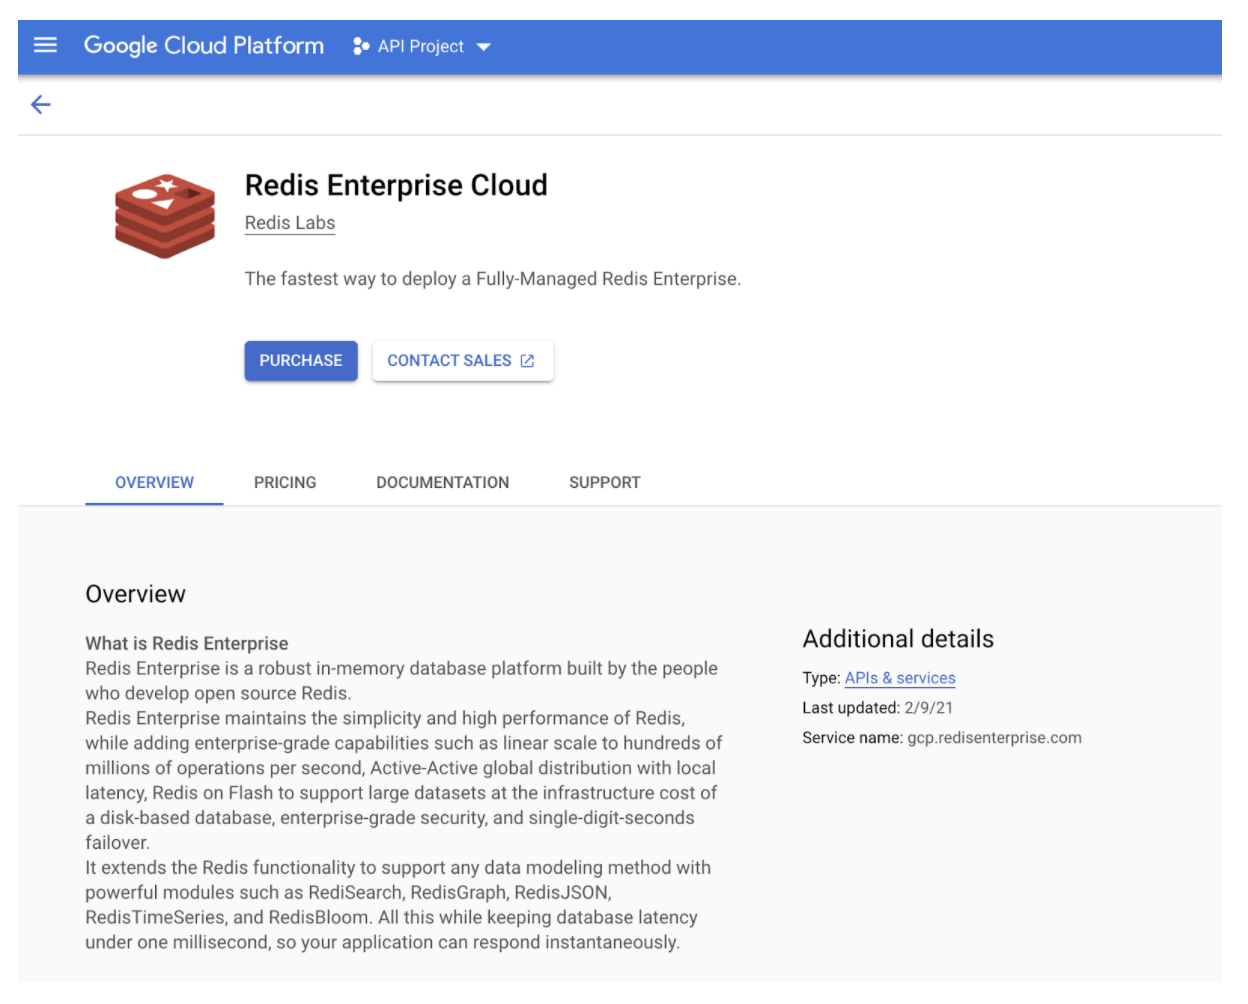 Google Cloud Platform API Project
Redis Enterprise Cloud
Redis Labs
The fastest way to deploy a Fully-Managed Redis Enterprise.
PURCHASE CONTACT SALES
OVERVIEW PRICING DOCUMENTATION SUPPORT
Overview
What is Redis Enterprise
Redis Enterprise is a robust in-memory database platform built by the people
who develop open source Redis.
Redis Enterprise maintains the simplicity and high performance of Redis,
while adding enterprise-grade capabilities such as linear scale to hundreds of
millions of operations per second, Active-Active global distribution with local
latency, Redis on Flash to support large datasets at the infrastructure cost of
a disk-based database, enterprise-grade security, and single-digit-seconds
failover.
It extends the Redis functionality to support any data modeling method with
powerful modules such as RediSearch, RedisGraph, RedisJSON,
RedisTimeSeries, and RedisBloom. All this while keeping database latency
under one millisecond, so your application can respond instantaneously.
Additional details
Type: APIs & services
Last updated: 2/9/21
Service name: gcp.redisenterprise.com